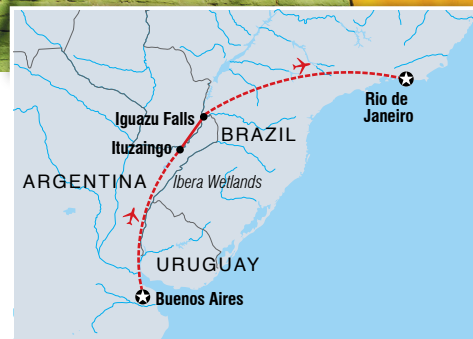 Rio de
Janeiro
Iguazu Falls
BRAZIL
Ituzaingo
ARGENTINA
Ibera Wetlands
URUGUAY
Buenos Aires